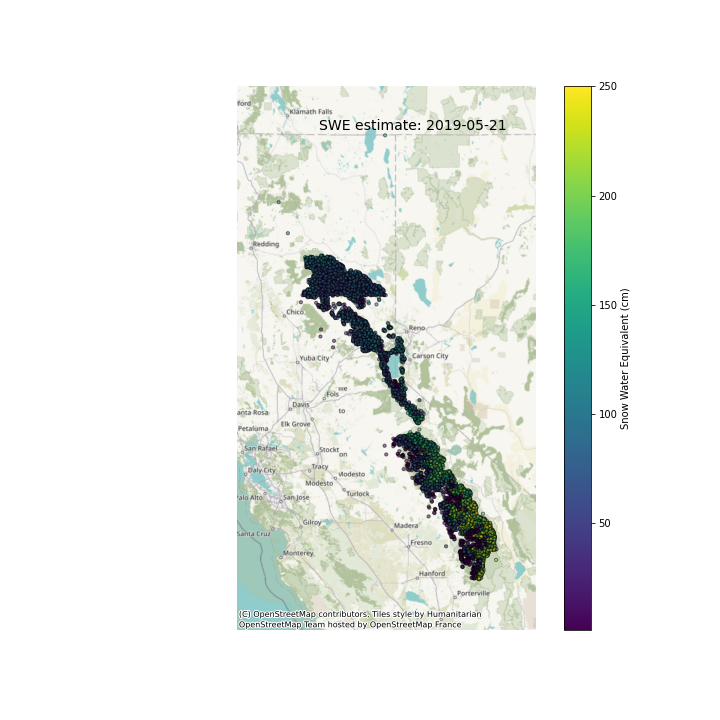 ford
Klamath Falls
SWE estimate: 2019-05-21
Redding
Chico
Reno
Carson City
Yuba City
Fols
Davis
to
anta Rosa
Elk Grove
Petaluma
San Rafael
Stockt
on
Daly City
Tracy
Modesto
Modesto
Palo Alto
San Jose
Turlock
Gilroy
Madera
Santa Cruz
Fresno
Monterey
Hanford
Porterville
(C) OpenStreetMap contributors, Tiles style by Humanitarian
OpenStreetMap Team hosted by OpenStreetMap France
250
200
150
100
50
Snow Water Equivalent (cm)